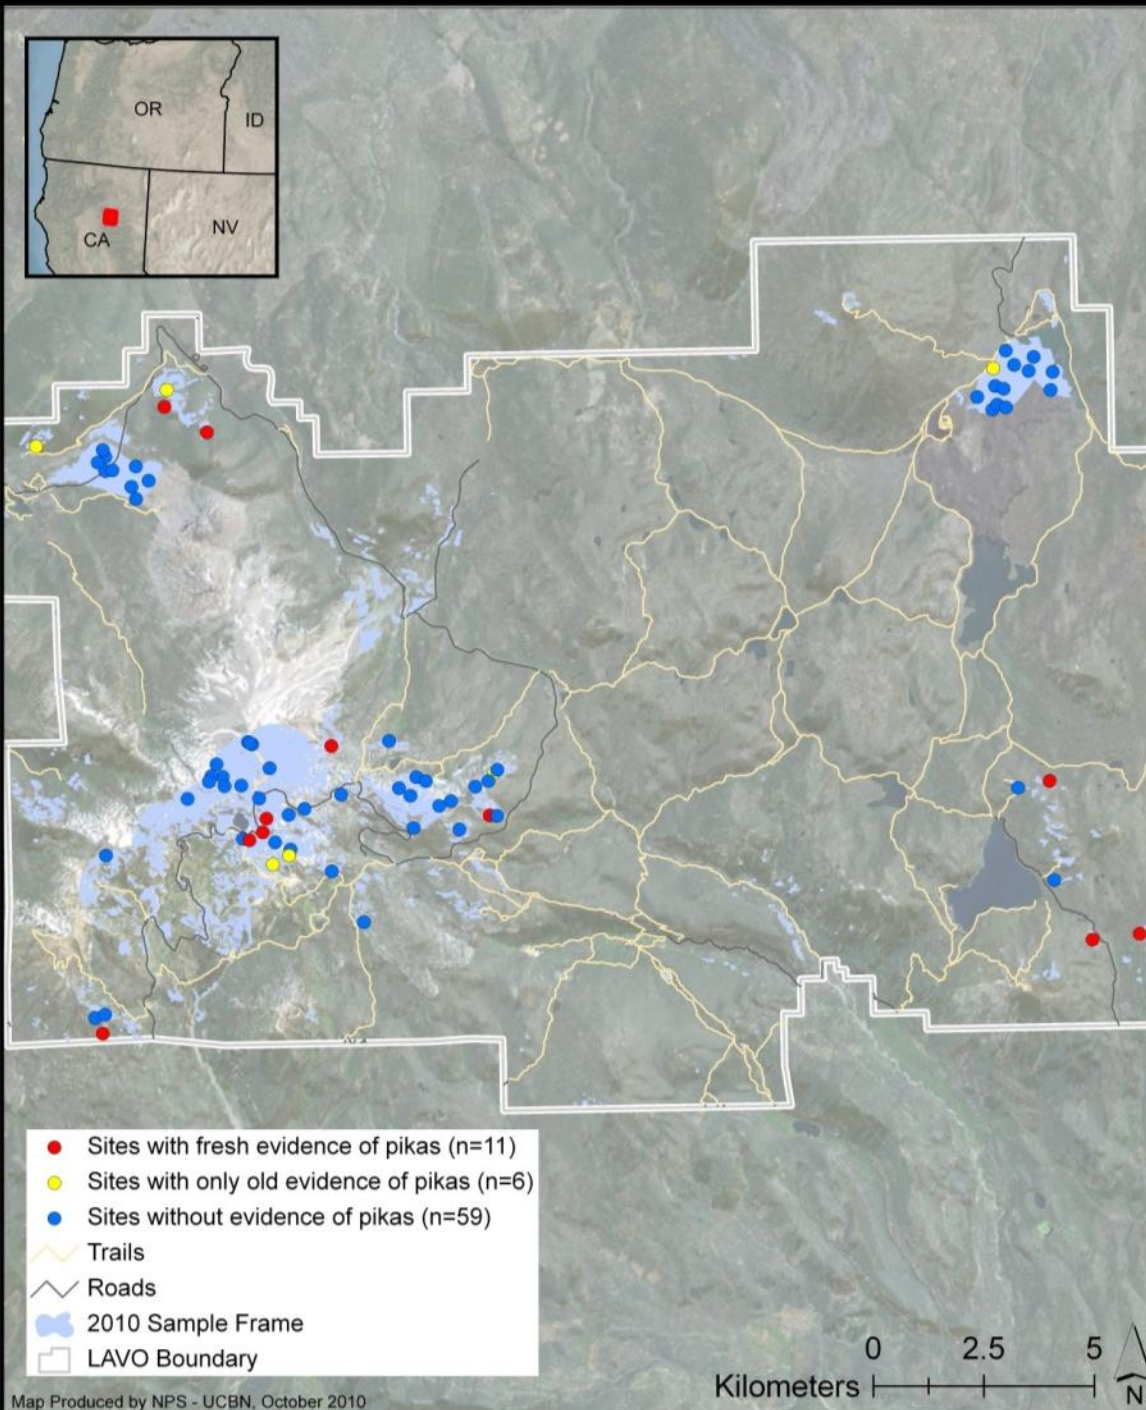 OR
ID
CA
NV
Sites with fresh evidence of pikas (n=11)
Sites with only old evidence of pikas (n=6)
Sites without evidence of pikas (n=59)
Trails
Roads
2010 Sample Frame
LAVO Boundary
0 2.5 5
Kilometers
N
Map Produced by NPS - UCBN, October 2010